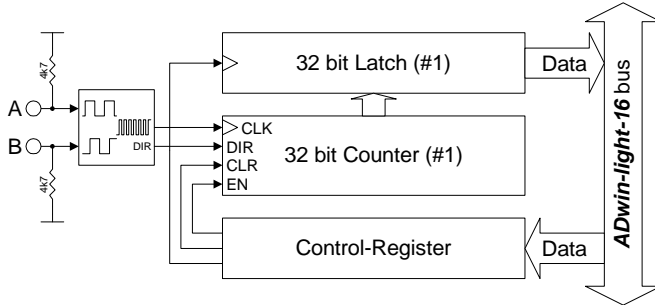 4k7
A
B
4k7
DIR
32 bit Latch (#1)
Data
CLK
DIR
CLR
EN
32 bit Counter (#1)
Control-Register
Data
ADwin-light-16 bus